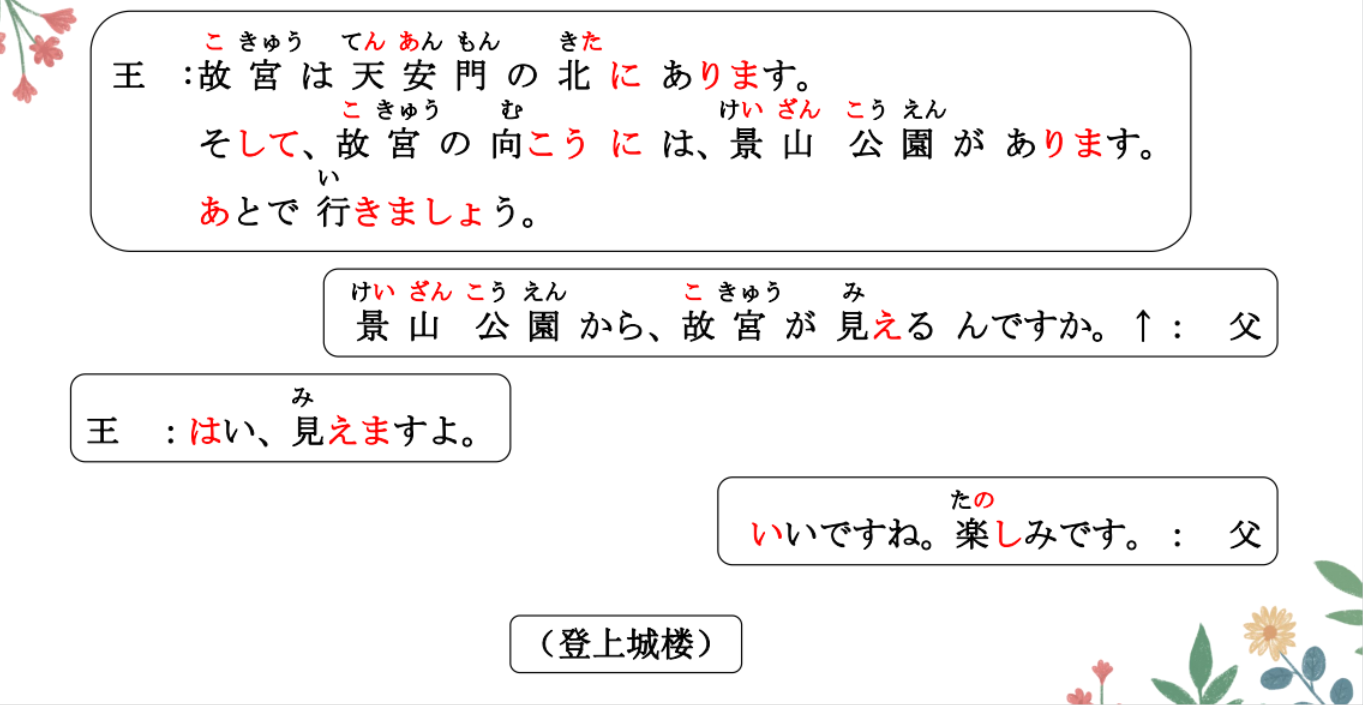 こ きゅう てん あん もん きた
王 :故 宮 は 天 安 門 の 北 に あります。
こ きゅう む けい ざん こう えん
そして、故 宮 の 向こう に は、景 山 公 園 が あります。
い
あとで 行きましょう。
けい ざん こう えん こ きゅう み
景 山 公 園 から、故 宮 が 見える んですか。↑: 父
み
王 :はい、見えますよ。
たの
いいですね。楽しみです。: 父
(登上城楼)